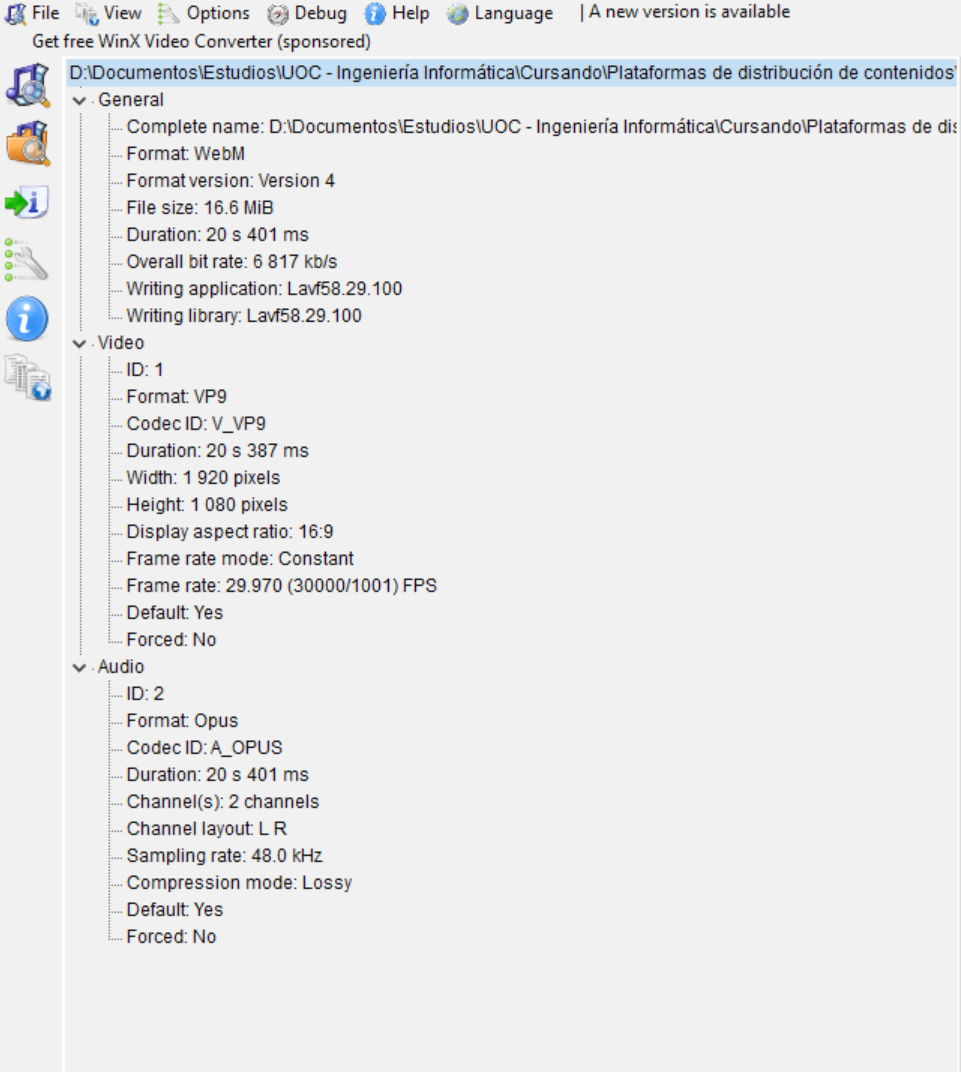 File View Options Debug Help Language | A new version is available
Get free WinX Video Converter (sponsored)
D:\Documentos\Estudios\UOC - Ingeniería Informática\Cursando\Plataformas de distribución de contenidos\
General
Complete name: D:\Documentos\Estudios\UOC - Ingeniería Informática\Cursando\Plataformas de dis
Format: WebM
Format version: Version 4
File size: 16.6 MiB
Duration: 20 s 401 ms
Overall bit rate: 6 817 kb/s
Writing application: Lavf58.29.100
Writing library: Lavf58.29.100
Video
ID: 1
Format: VP9
Codec ID: V_VP9
Duration: 20 s 387 ms
Width: 1 920 pixels
Height: 1 080 pixels
Display aspect ratio: 16:9
Frame rate mode: Constant
Frame rate: 29.970 (30000/1001) FPS
Default: Yes
Forced: No
Audio
ID: 2
Format: Opus
Codec ID: A_OPUS
Duration: 20 s 401 ms
Channel(s): 2 channels
Channel layout: L R
Sampling rate: 48.0 kHz
Compression mode: Lossy
Default: Yes
Forced: No